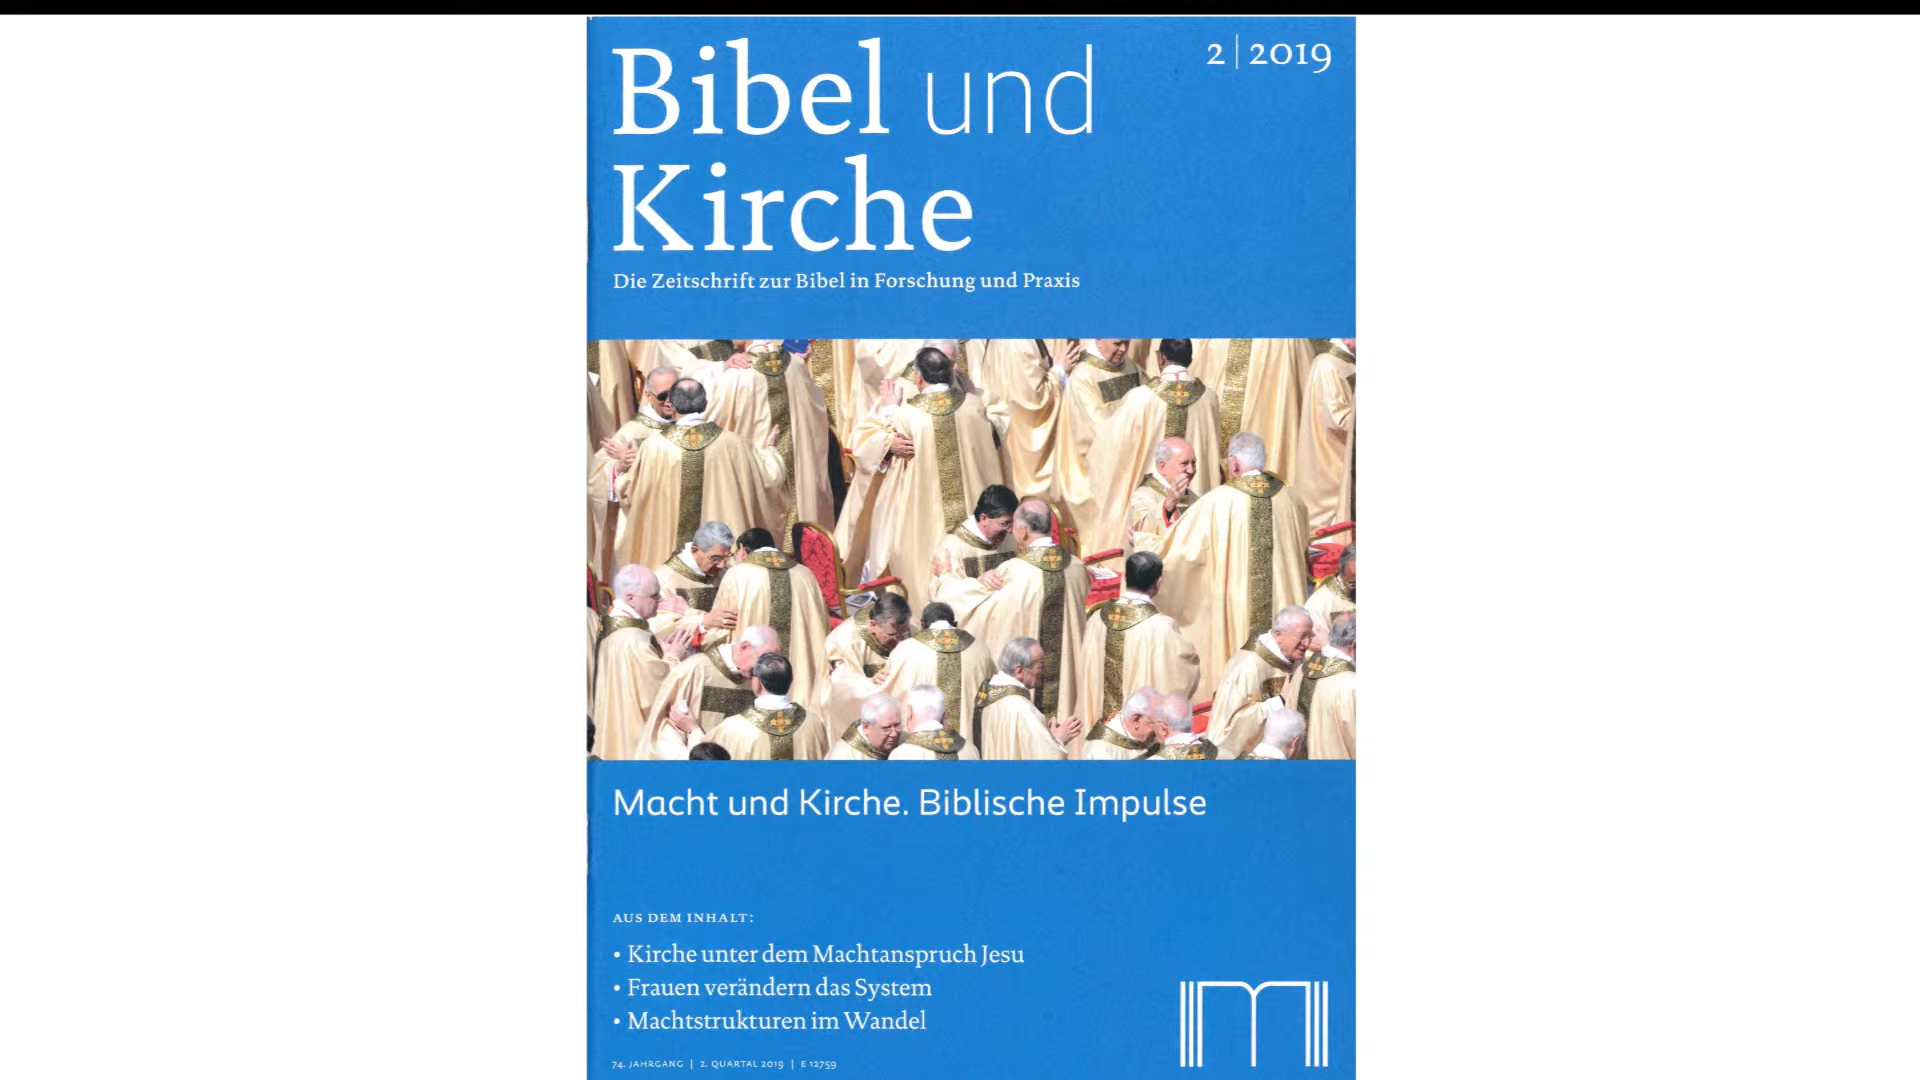 Bibel und
2 | 2019
Kirche
Die Zeitschrift zur Bibel in Forschung und Praxis
Macht und Kirche. Biblische Impulse
AUS DEM INHALT:
• Kirche unter dem Machtanspruch Jesu
• Frauen verändern das System
• Machtstrukturen im Wandel
74. JAHRGANG | 2. QUARTAL 2019 | E 12759